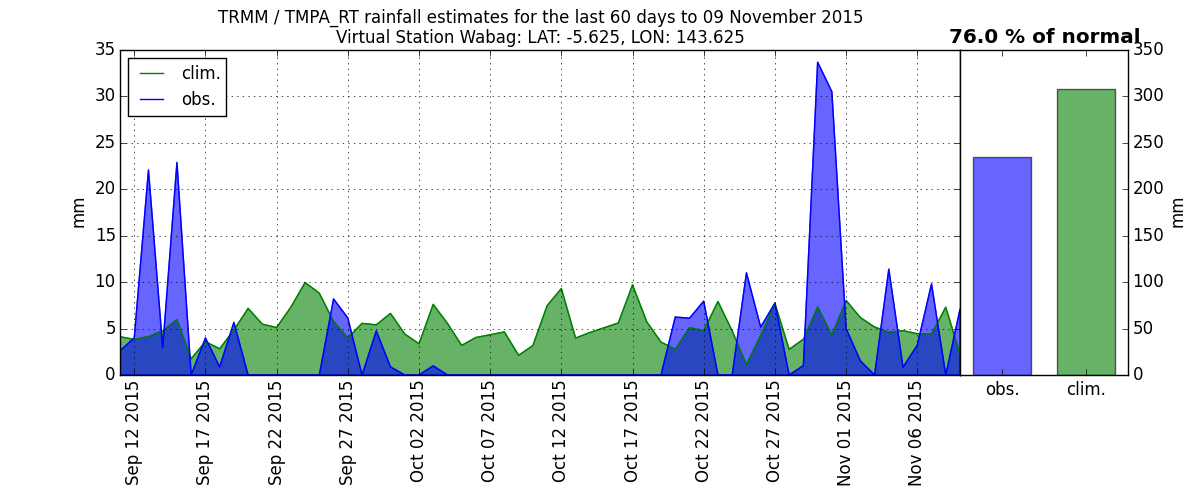 TRMM / TMPA_RT rainfall estimates for the last 60 days to 09 November 2015
Virtual Station Wabag: LAT: -5.625, LON: 143.625
76.0 % of normal
clim.
obs.
35
30
25
20
15
10
5
0
mm
Sep 12 2015
Sep 17 2015
Sep 22 2015
Sep 27 2015
Oct 02 2015
Oct 07 2015
Oct 12 2015
Oct 17 2015
Oct 22 2015
Oct 27 2015
Nov 01 2015
Nov 06 2015
350
300
250
200
150
100
50
0
mm
obs.
clim.